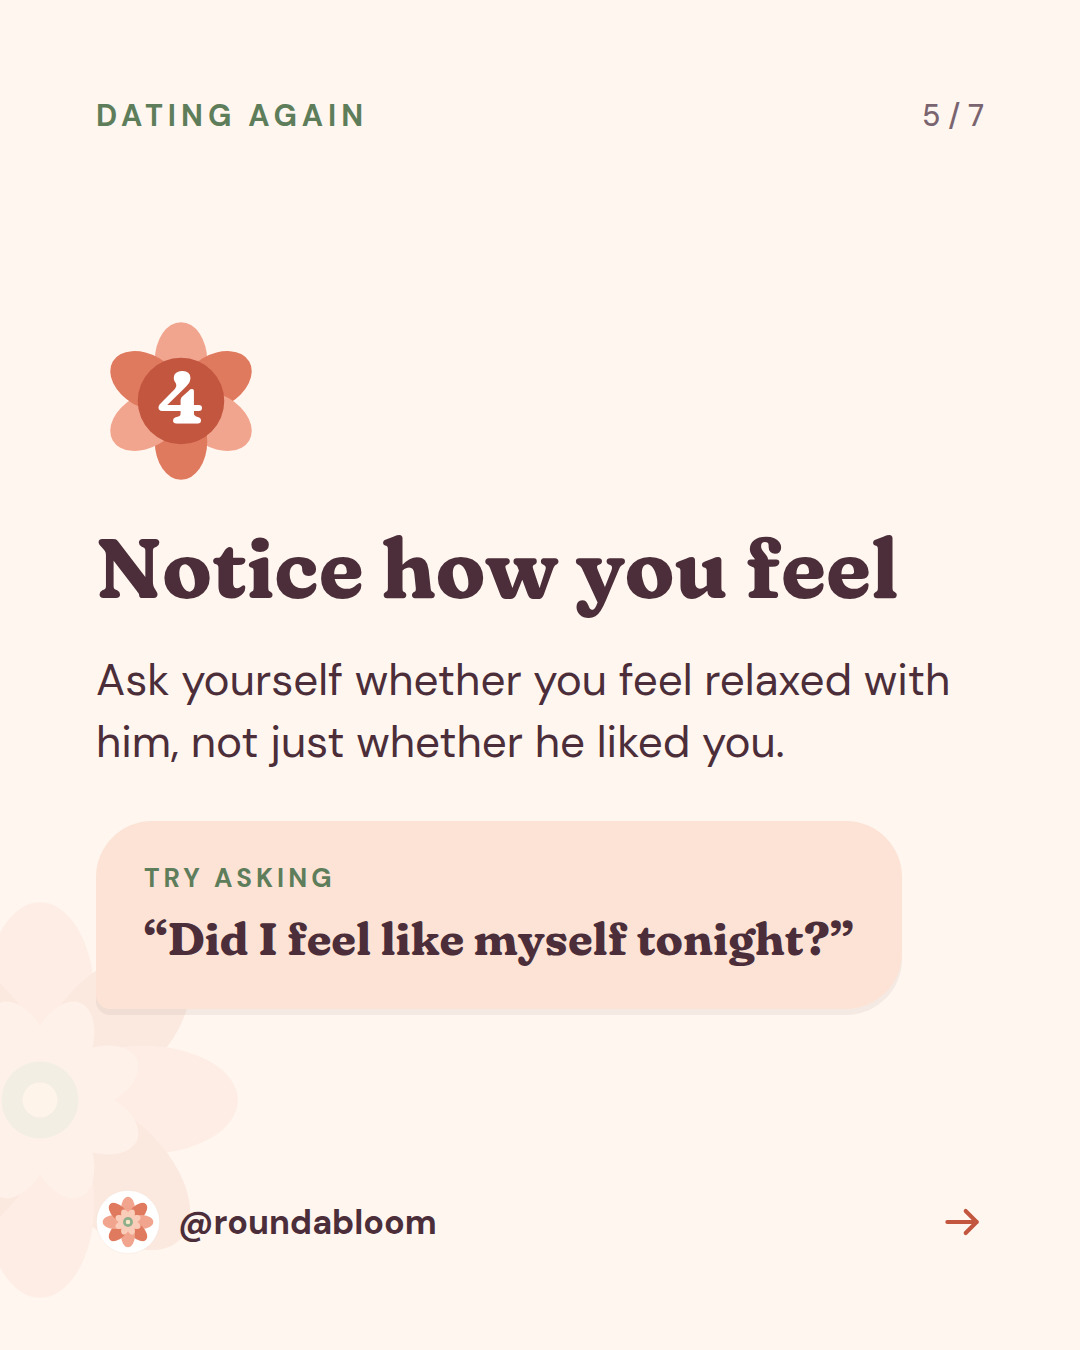 DATING AGAIN
5 / 7
4
Notice how you feel
Ask yourself whether you feel relaxed with
him, not just whether he liked you.
TRY ASKING
“Did I feel like myself tonight?”
@roundabloom